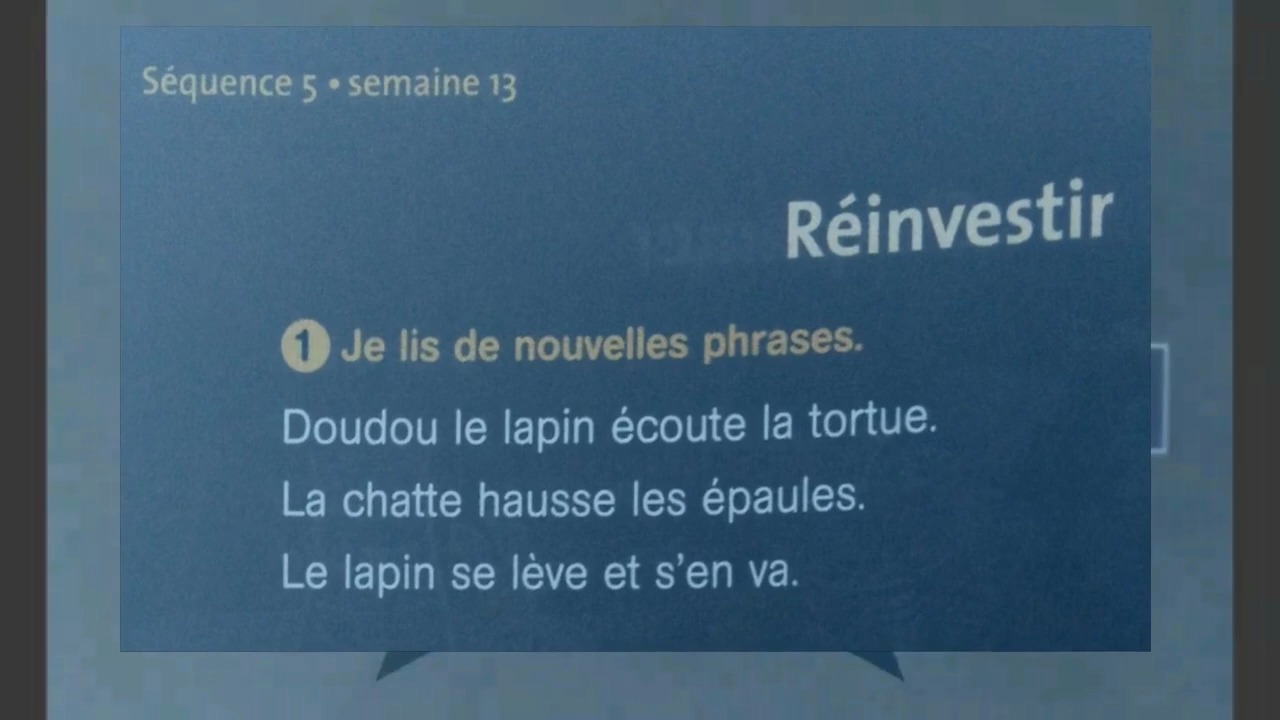 Séquence 5 • semaine 13
Réinvestir
1 Je lis de nouvelles phrases.
Doudou le lapin écoute la tortue.
La chatte hausse les épaules.
Le lapin se lève et s'en va.